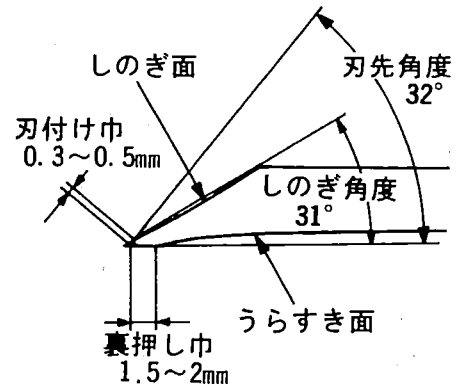 しのぎ面
刃先角度
32°
刃付け巾
0.3～0.5mm
しのぎ角度
31°
うらすき面
裏押し巾
1.5～2mm